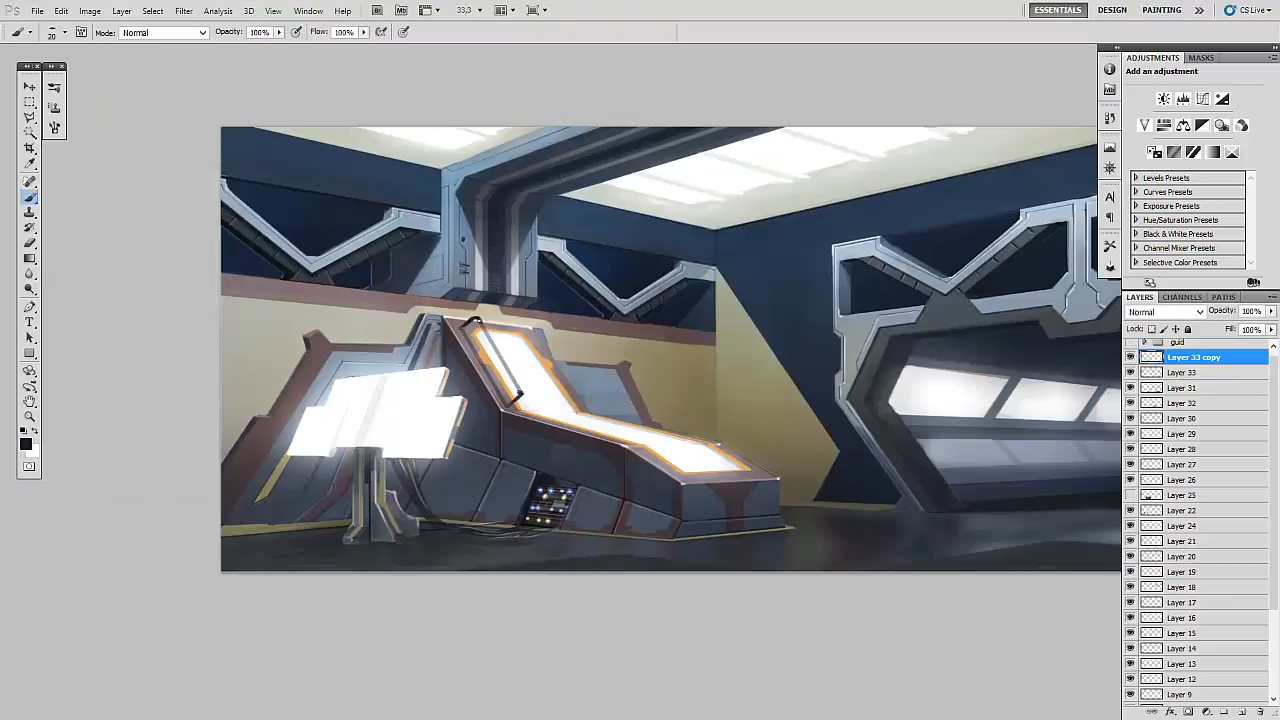 PS File Edit Image Layer Select Filter Analysis 3D View Window Help Br Mb 33,3 ESSENTIALS DESIGN PAINTING CS Live
20 Mode: Normal Opacity: 100% Flow: 100%
ADJUSTMENTS MASKS
Add an adjustment
Levels Presets
Curves Presets
Exposure Presets
Hue/Saturation Presets
Black & White Presets
Channel Mixer Presets
Selective Color Presets
LAYERS CHANNELS PATHS
Normal Opacity: 100%
Lock: Fill: 100%
guid
Layer 33 copy
Layer 33
Layer 31
Layer 32
Layer 30
Layer 29
Layer 28
Layer 27
Layer 26
Layer 25
Layer 22
Layer 24
Layer 21
Layer 20
Layer 19
Layer 18
Layer 17
Layer 16
Layer 15
Layer 14
Layer 13
Layer 12
Layer 9